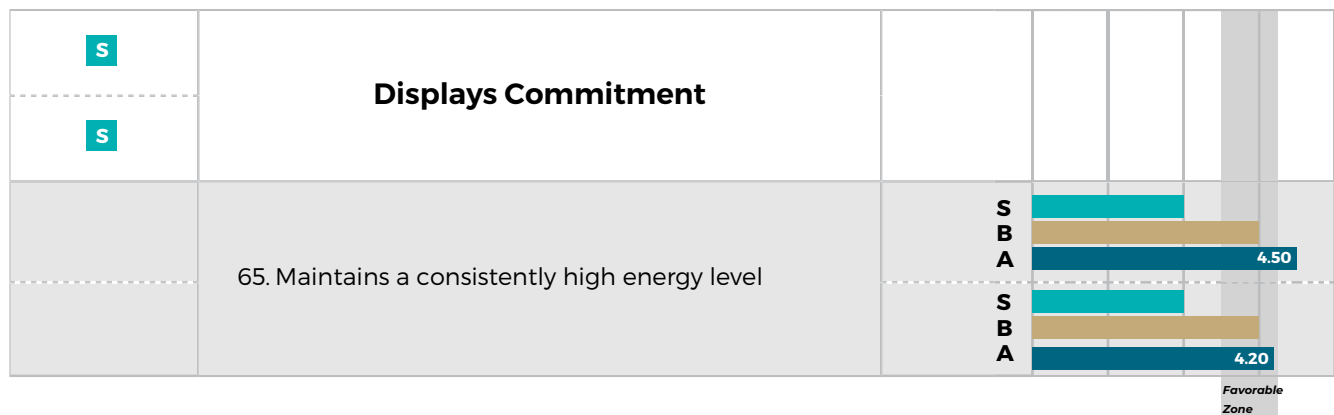 S
Displays Commitment
S
65. Maintains a consistently high energy level
S
B
A 4.50
S
B
A 4.20
Favorable
Zone